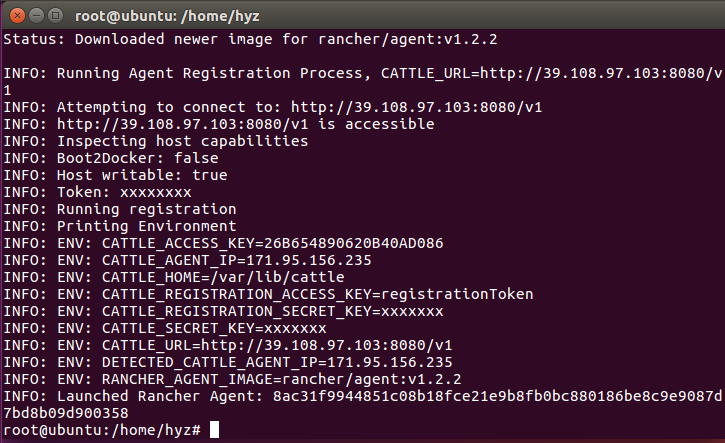 root@ubuntu: /home/hyz
Status: Downloaded newer image for rancher/agent:v1.2.2
INFO: Running Agent Registration Process, CATTLE_URL=http://39.108.97.103:8080/v
1
INFO: Attempting to connect to: http://39.108.97.103:8080/v1
INFO: http://39.108.97.103:8080/v1 is accessible
INFO: Inspecting host capabilities
INFO: Boot2Docker: false
INFO: Host writable: true
INFO: Token: xxxxxxxx
INFO: Running registration
INFO: Printing Environment
INFO: ENV: CATTLE_ACCESS_KEY=26B654890620B40AD086
INFO: ENV: CATTLE_AGENT_IP=171.95.156.235
INFO: ENV: CATTLE_HOME=/var/lib/cattle
INFO: ENV: CATTLE_REGISTRATION_ACCESS_KEY=registrationToken
INFO: ENV: CATTLE_REGISTRATION_SECRET_KEY=xxxxxxx
INFO: ENV: CATTLE_SECRET_KEY=xxxxxxx
INFO: ENV: CATTLE_URL=http://39.108.97.103:8080/v1
INFO: ENV: DETECTED_CATTLE_AGENT_IP=171.95.156.235
INFO: ENV: RANCHER_AGENT_IMAGE=rancher/agent:v1.2.2
INFO: Launched Rancher Agent: 8ac31f9944851c08b18fce21e9b8fb0bc880186be8c9e9087d
7bd8b09d900358
root@ubuntu:/home/hyz#